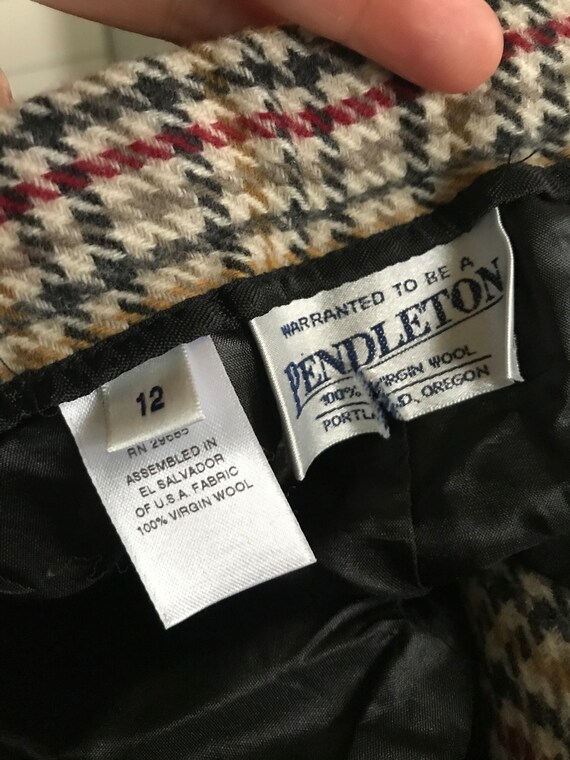 WARRANTED TO BE A
PENDLETON
100% VIRGIN WOOL
PORTLAND, OREGON
12
RN 29685
ASSEMBLED IN
EL SALVADOR
OF U.S.A. FABRIC
100% VIRGIN WOOL